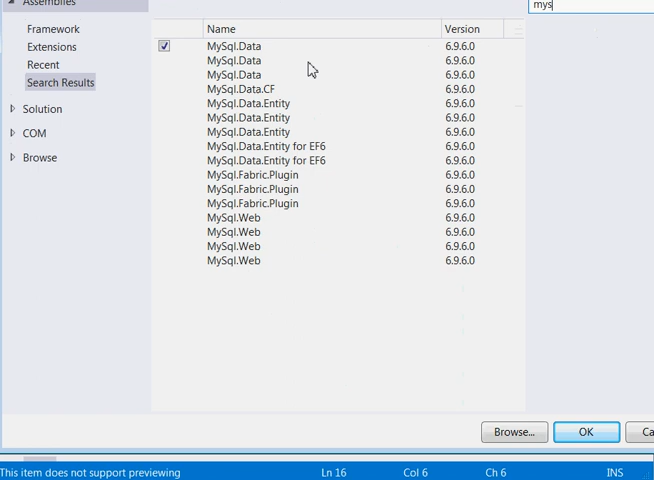 Assemblies
mys
Framework
Extensions
Recent
Search Results
Solution
COM
Browse
Name Version
MySql.Data 6.9.6.0
MySql.Data 6.9.6.0
MySql.Data 6.9.6.0
MySql.Data.CF 6.9.6.0
MySql.Data.Entity 6.9.6.0
MySql.Data.Entity 6.9.6.0
MySql.Data.Entity 6.9.6.0
MySql.Data.Entity for EF6 6.9.6.0
MySql.Data.Entity for EF6 6.9.6.0
MySql.Fabric.Plugin 6.9.6.0
MySql.Fabric.Plugin 6.9.6.0
MySql.Fabric.Plugin 6.9.6.0
MySql.Web 6.9.6.0
MySql.Web 6.9.6.0
MySql.Web 6.9.6.0
MySql.Web 6.9.6.0
Browse... OK Ca
This item does not support previewing Ln 16 Col 6 Ch 6 INS